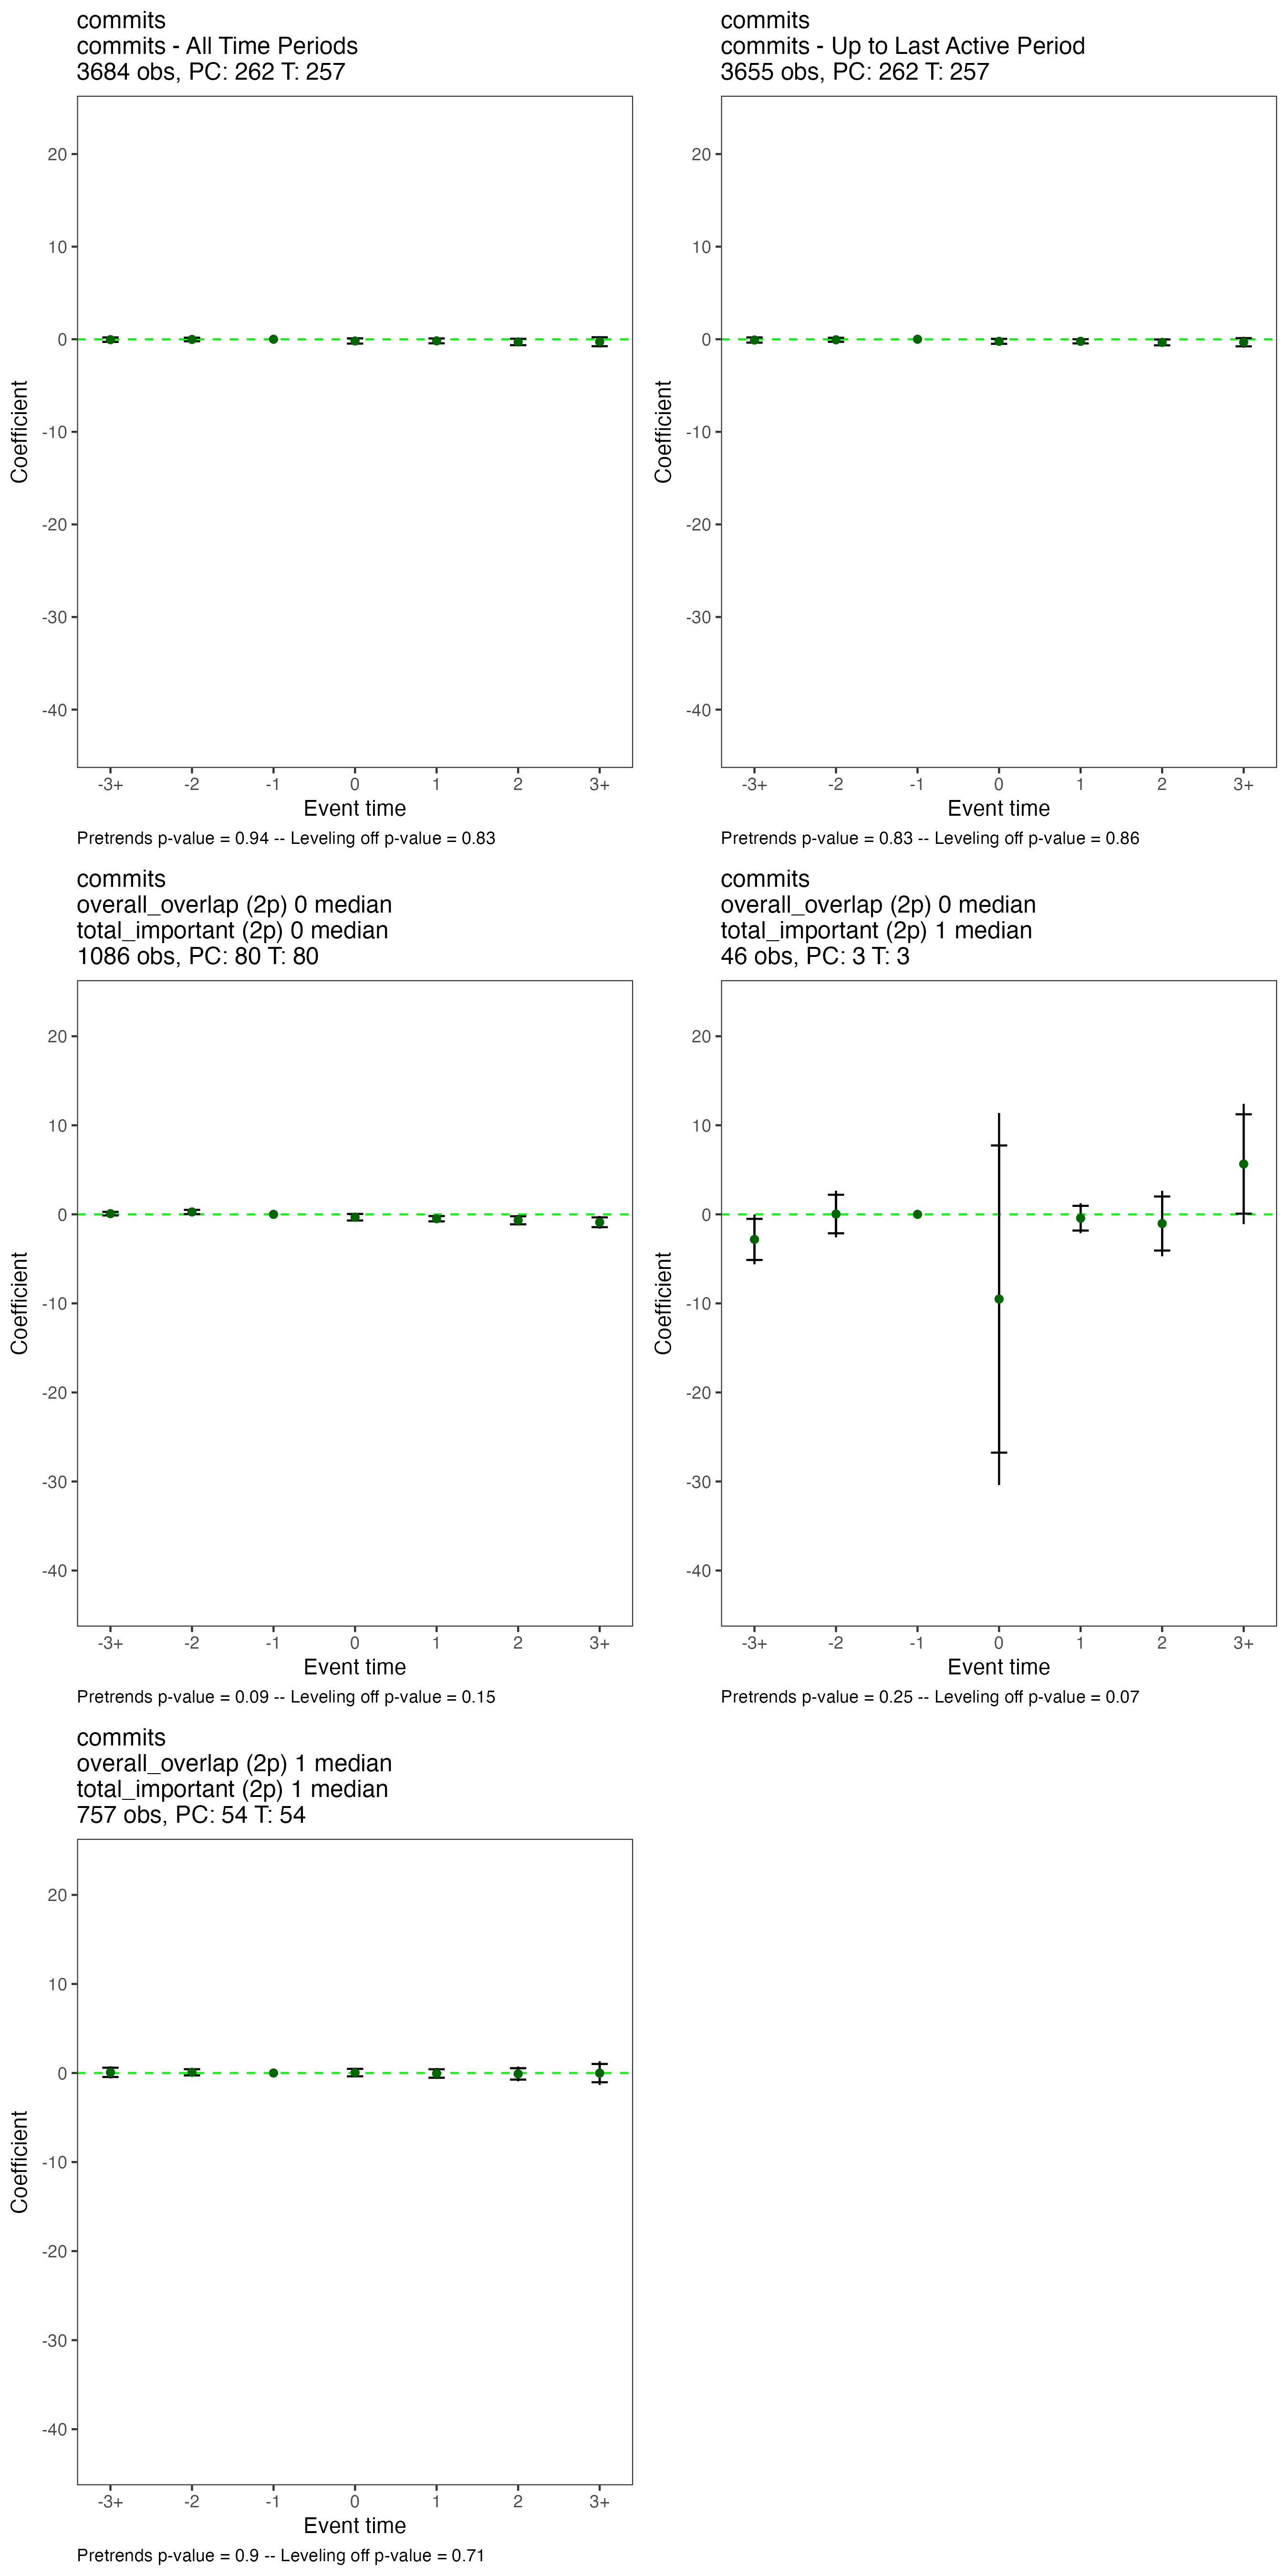 commits
commits - All Time Periods
3684 obs, PC: 262 T: 257
20
10
0
-10
-20
-30
-40
Coefficient
-3+ -2 -1 0 1 2 3+
Event time
Pretrends p-value = 0.94 -- Leveling off p-value = 0.83
commits
commits - Up to Last Active Period
3655 obs, PC: 262 T: 257
20
10
0
-10
-20
-30
-40
Coefficient
-3+ -2 -1 0 1 2 3+
Event time
Pretrends p-value = 0.83 -- Leveling off p-value = 0.86
commits
overall_overlap (2p) 0 median
total_important (2p) 0 median
1086 obs, PC: 80 T: 80
20
10
0
-10
-20
-30
-40
Coefficient
-3+ -2 -1 0 1 2 3+
Event time
Pretrends p-value = 0.09 -- Leveling off p-value = 0.15
commits
overall_overlap (2p) 0 median
total_important (2p) 1 median
46 obs, PC: 3 T: 3
20
10
0
-10
-20
-30
-40
Coefficient
-3+ -2 -1 0 1 2 3+
Event time
Pretrends p-value = 0.25 -- Leveling off p-value = 0.07
commits
overall_overlap (2p) 1 median
total_important (2p) 1 median
757 obs, PC: 54 T: 54
20
10
0
-10
-20
-30
-40
Coefficient
-3+ -2 -1 0 1 2 3+
Event time
Pretrends p-value = 0.9 -- Leveling off p-value = 0.71